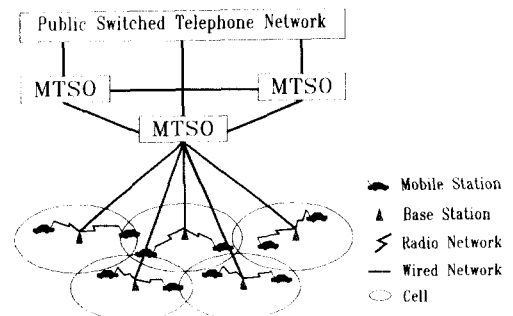 Public Switched Telephone Network
MTSO
MTSO
MTSO
Mobile Station
Base Station
Radio Network
Wired Network
Cell